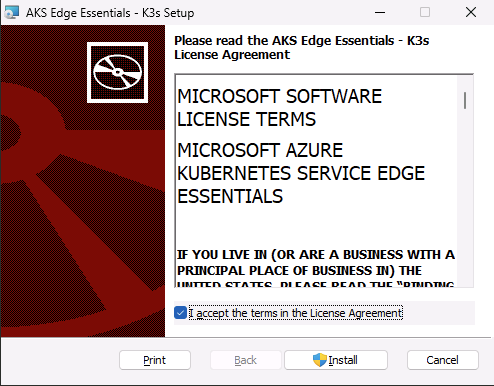 AKS Edge Essentials - K3s Setup
Please read the AKS Edge Essentials - K3s
License Agreement
MICROSOFT SOFTWARE
LICENSE TERMS
MICROSOFT AZURE
KUBERNETES SERVICE EDGE
ESSENTIALS
IF YOU LIVE IN (OR ARE A BUSINESS WITH A
PRINCIPAL PLACE OF BUSINESS IN) THE
UNITED STATES, PLEASE READ THE “BINDING
I accept the terms in the License Agreement
Print
Back
Install
Cancel